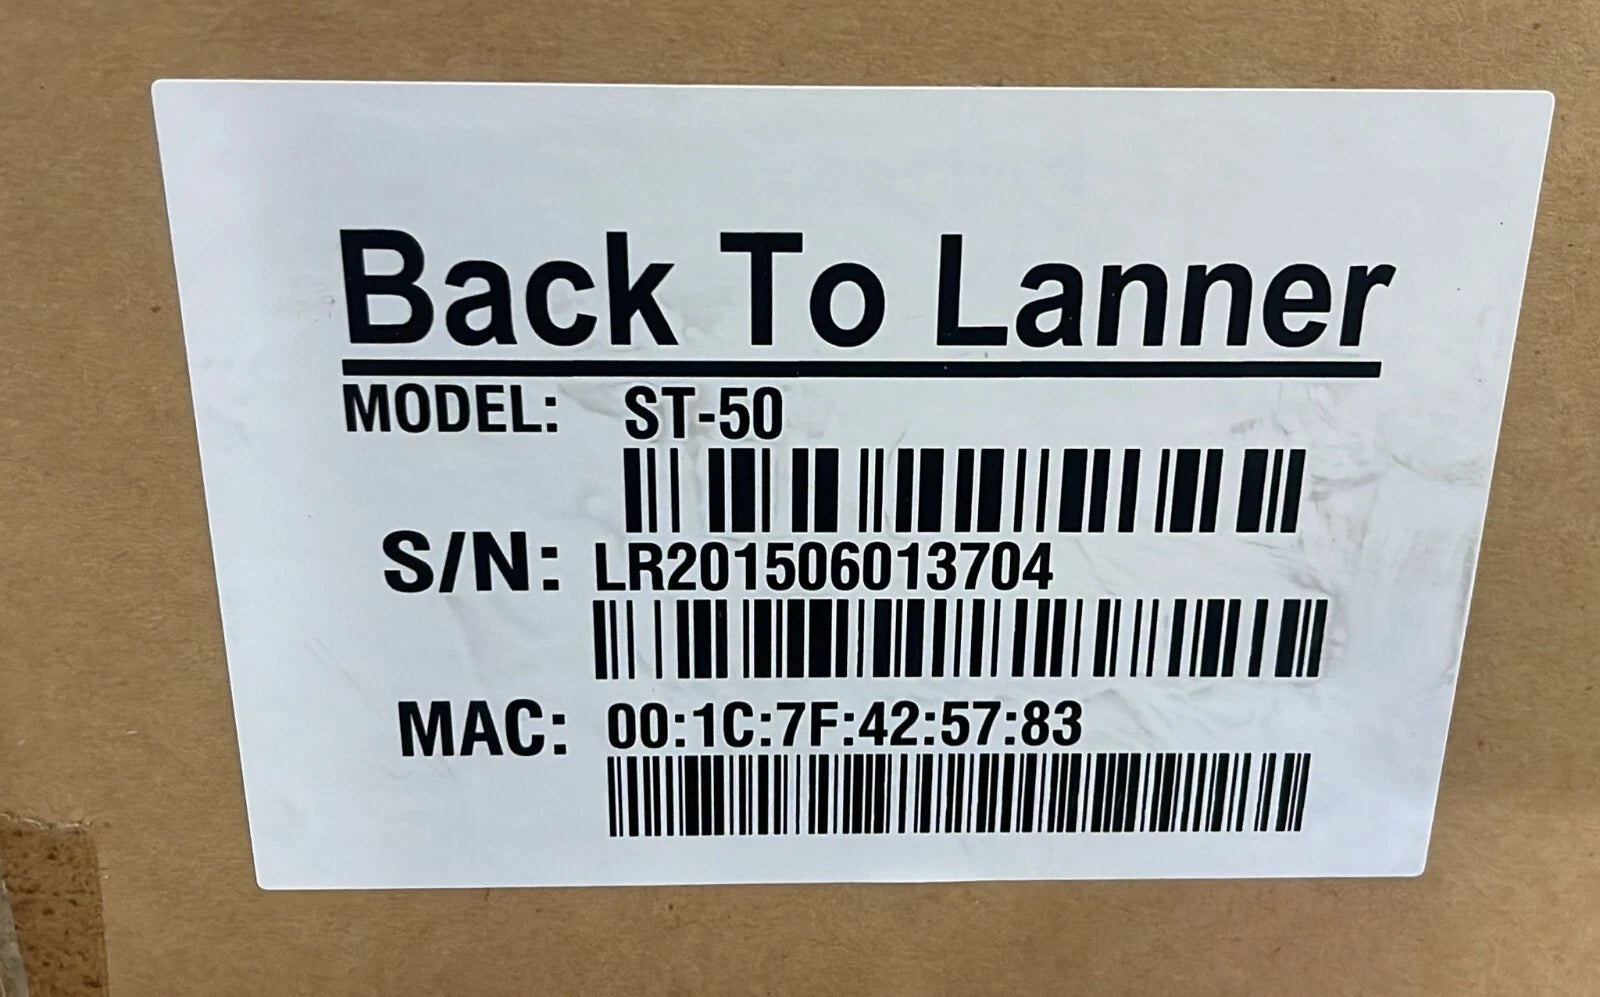 Back To Lanner
MODEL: ST-50
S/N: LR201506013704
MAC: 00:1C:7F:42:57:83